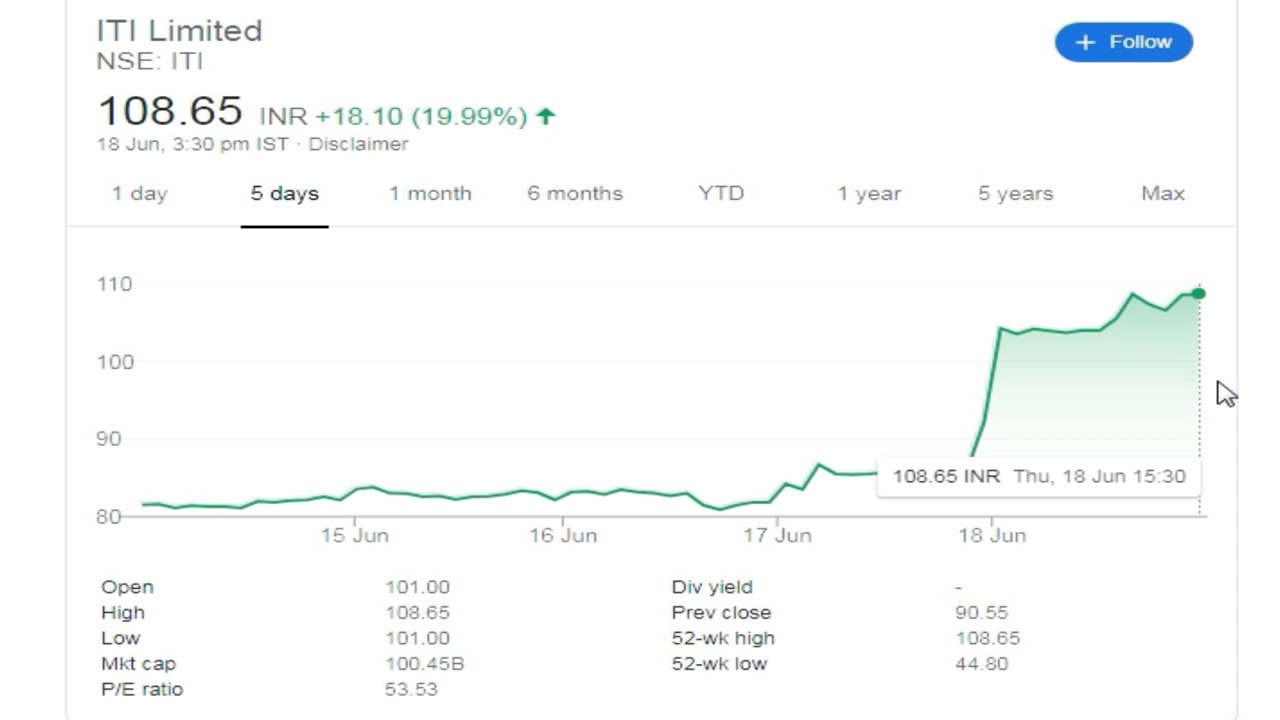 ITI Limited
+ Follow
NSE: ITI
108.65 INR +18.10 (19.99%) ↑
18 Jun, 3:30 pm IST · Disclaimer
1 day 5 days 1 month 6 months YTD 1 year 5 years Max
110
100
90
108.65 INR Thu, 18 Jun 15:30
80
15 Jun 16 Jun 17 Jun 18 Jun
Open 101.00 Div yield -
High 108.65 Prev close 90.55
Low 101.00 52-wk high 108.65
Mkt cap 100.45B 52-wk low 44.80
P/E ratio 53.53